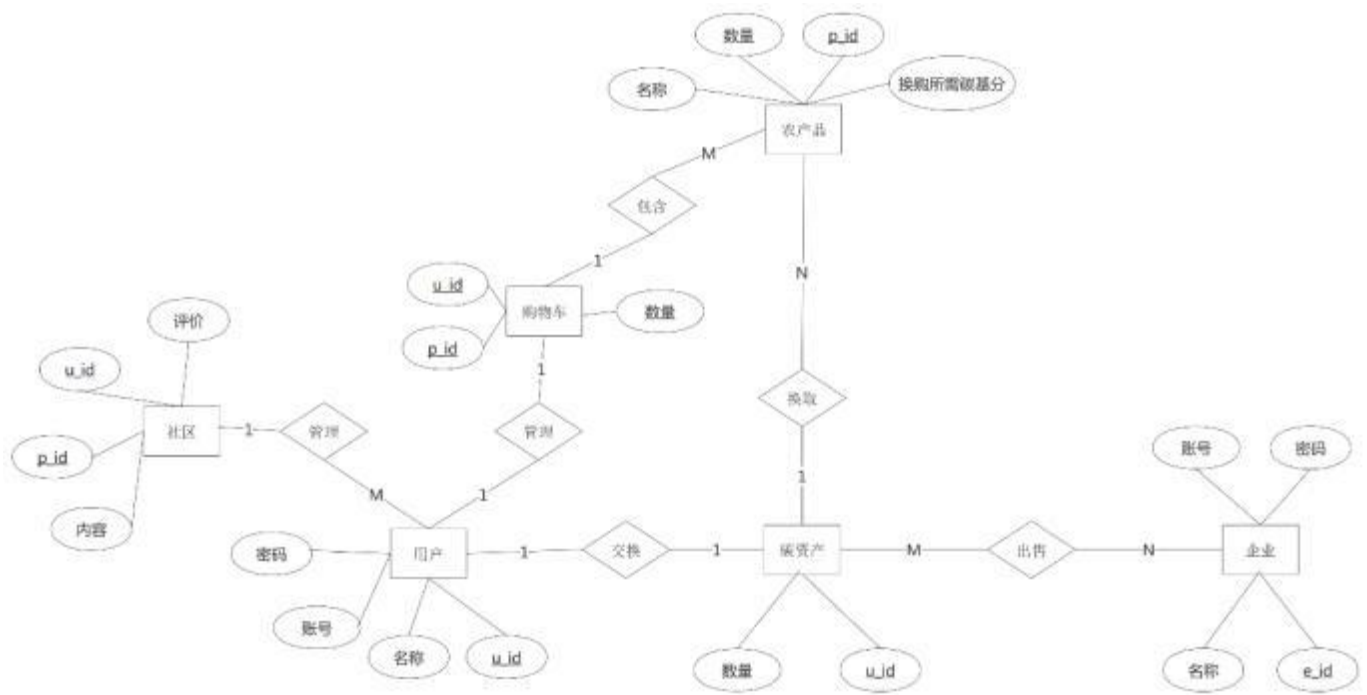 数量
p_id
名称
换购所需碳基分
农产品
M
包含
N
1
u_id
购物车
数量
p_id
评价
1
u_id
换取
社区
1
管理
管理
账号
密码
p_id
1
M
1
内容
密码
用户
1
交换
1
碳资产
M
出售
N
企业
账号
名称
u_id
数量
u_id
名称
e_id